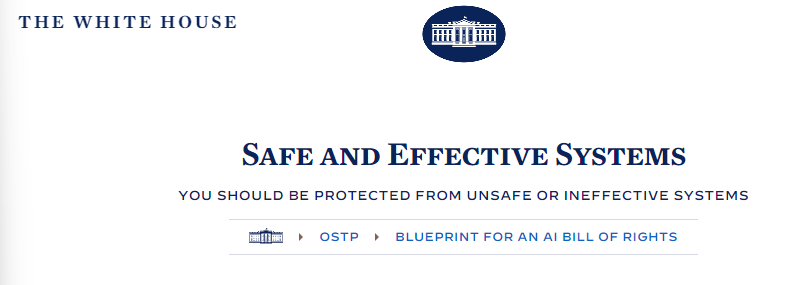 THE WHITE HOUSE
SAFE AND EFFECTIVE SYSTEMS
YOU SHOULD BE PROTECTED FROM UNSAFE OR INEFFECTIVE SYSTEMS
OSTP BLUEPRINT FOR AN AI BILL OF RIGHTS